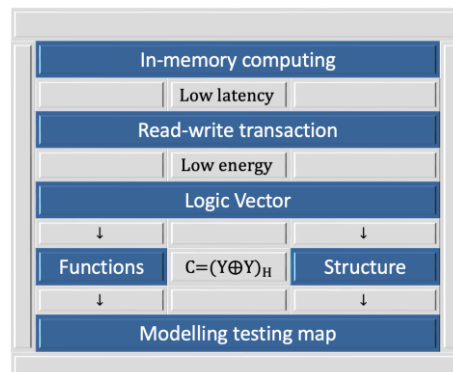 In-memory computing
Low latency
Read-write transaction
Low energy
Logic Vector
↓ ↓
Functions C=(Y⊕Y)H Structure
↓ ↓
Modelling testing map